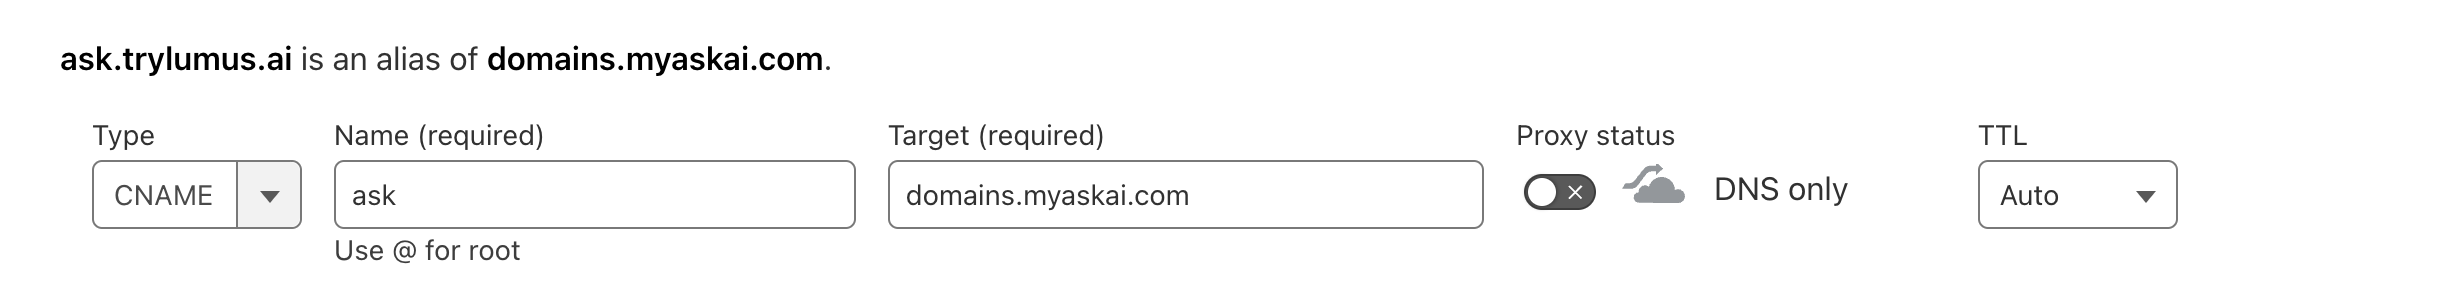 ask.trylumus.ai is an alias of domains.myaskai.com.
Type Name (required) Target (required) Proxy status TTL
CNAME ask domains.myaskai.com DNS only Auto
Use @ for root